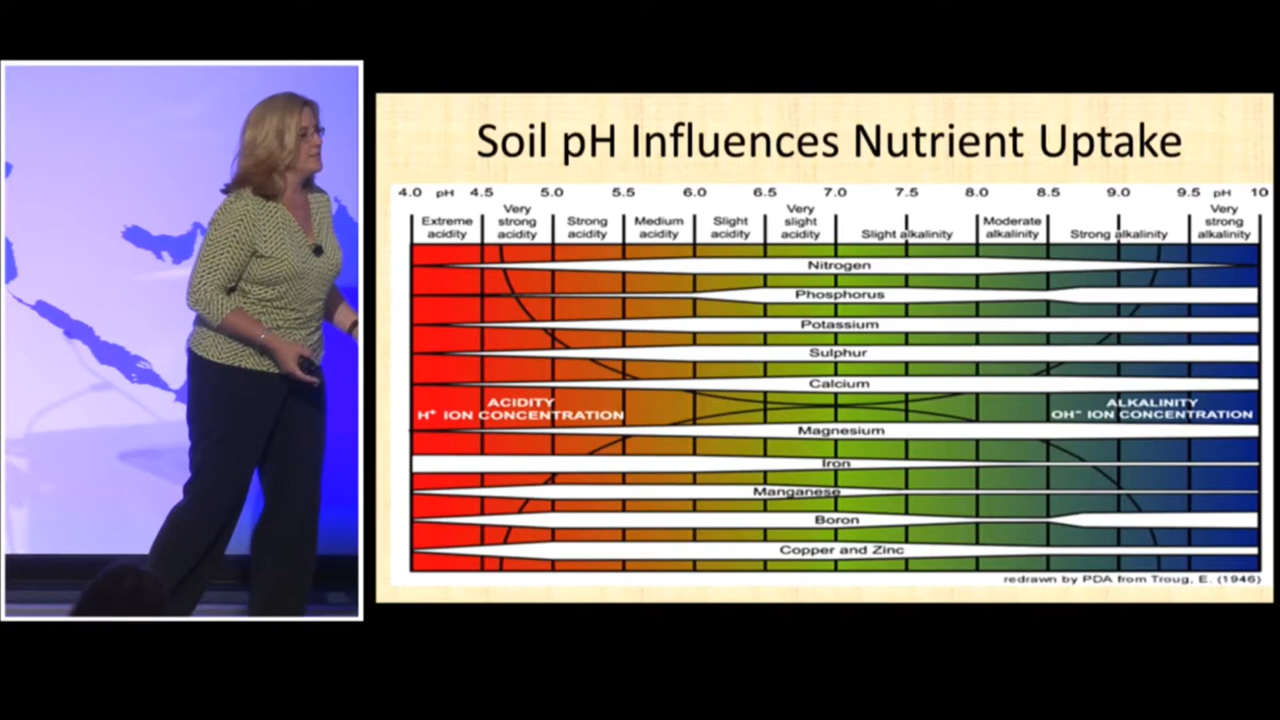 Soil pH Influences Nutrient Uptake
4.0 pH 4.5 5.0 5.5 6.0 6.5 7.0 7.5 8.0 8.5 9.0 9.5 pH 10
Extreme acidity
Very strong acidity
Strong acidity
Medium acidity
Slight acidity
Very slight acidity
Slight alkalinity
Moderate alkalinity
Strong alkalinity
Very strong alkalinity
Nitrogen
Phosphorus
Potassium
Sulphur
Calcium
ACIDITY
H⁺ ION CONCENTRATION
ALKALINITY
OH⁻ ION CONCENTRATION
Magnesium
Iron
Manganese
Boron
Copper and Zinc
redrawn by PDA from Troug, E. (1946)